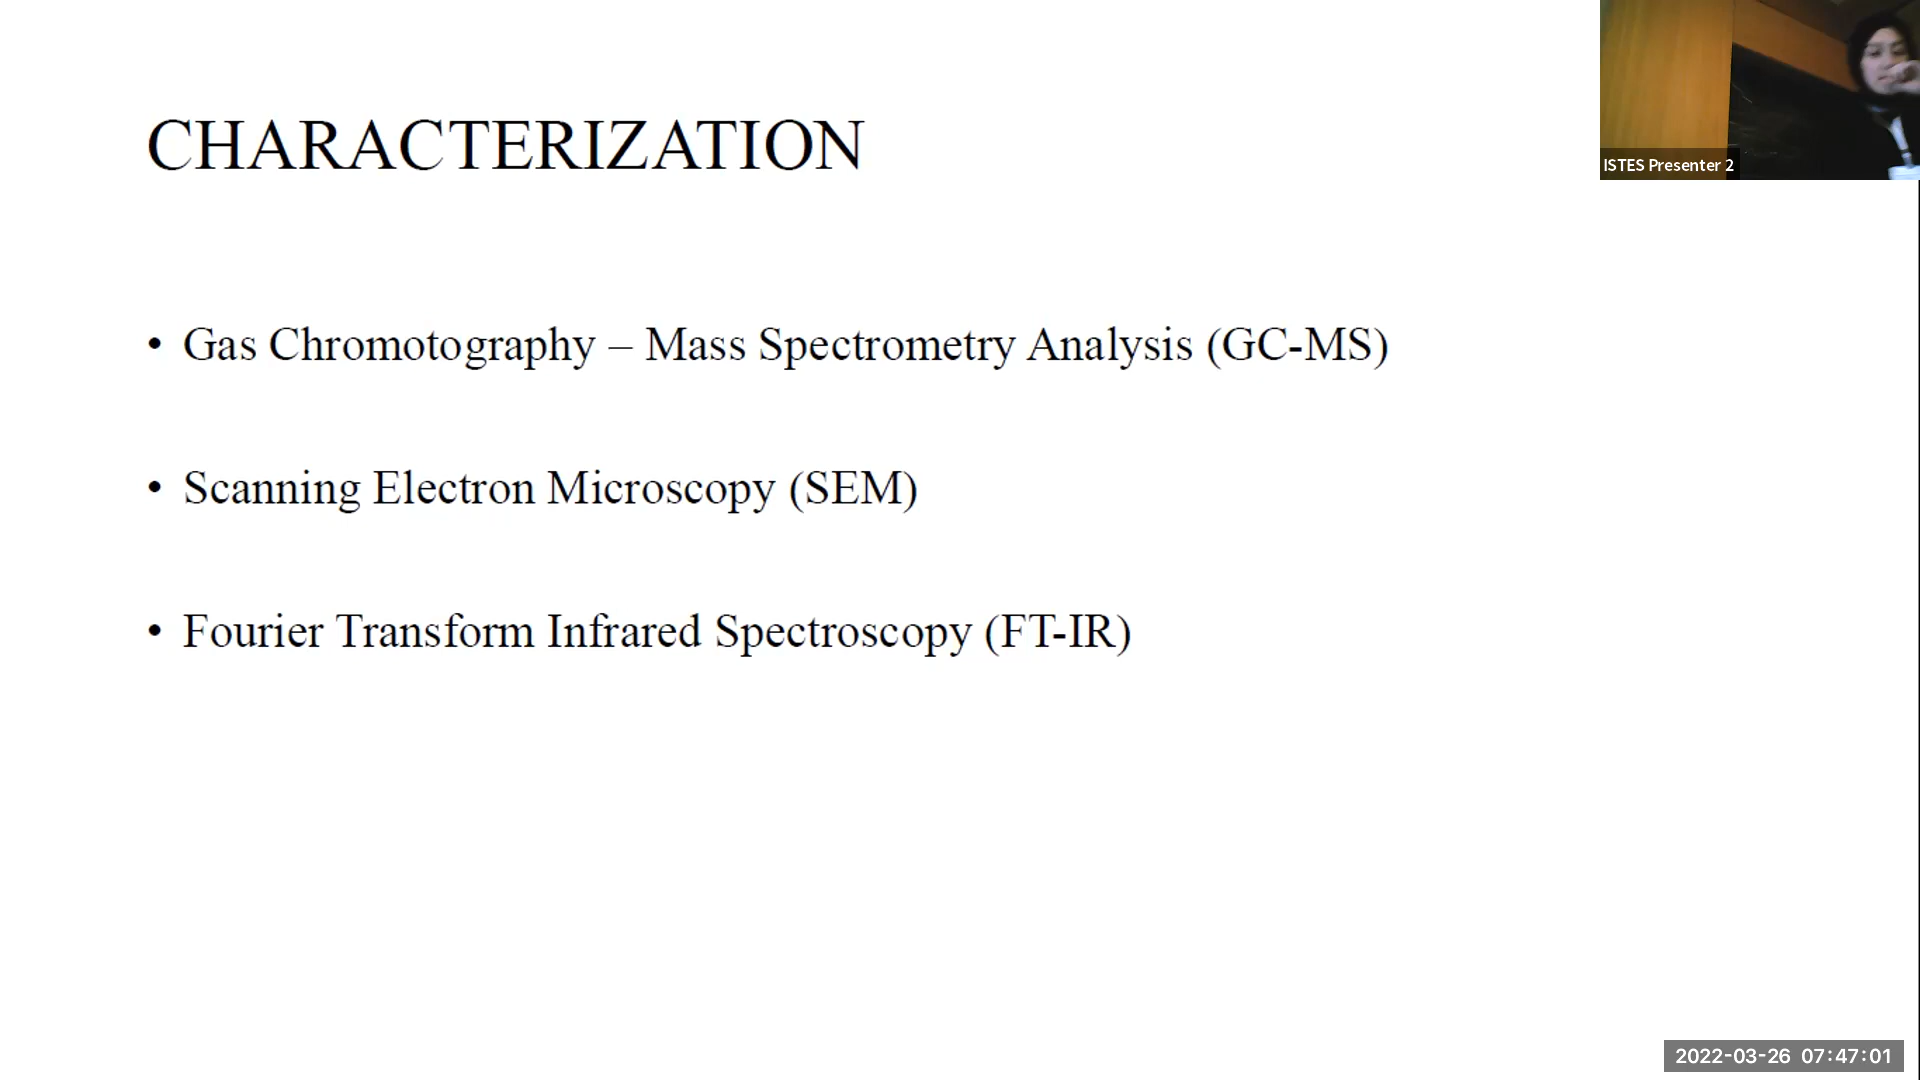 CHARACTERIZATION
ISTES Presenter 2
• Gas Chromotography – Mass Spectrometry Analysis (GC-MS)
• Scanning Electron Microscopy (SEM)
• Fourier Transform Infrared Spectroscopy (FT-IR)
2022-03-26 07:47:01